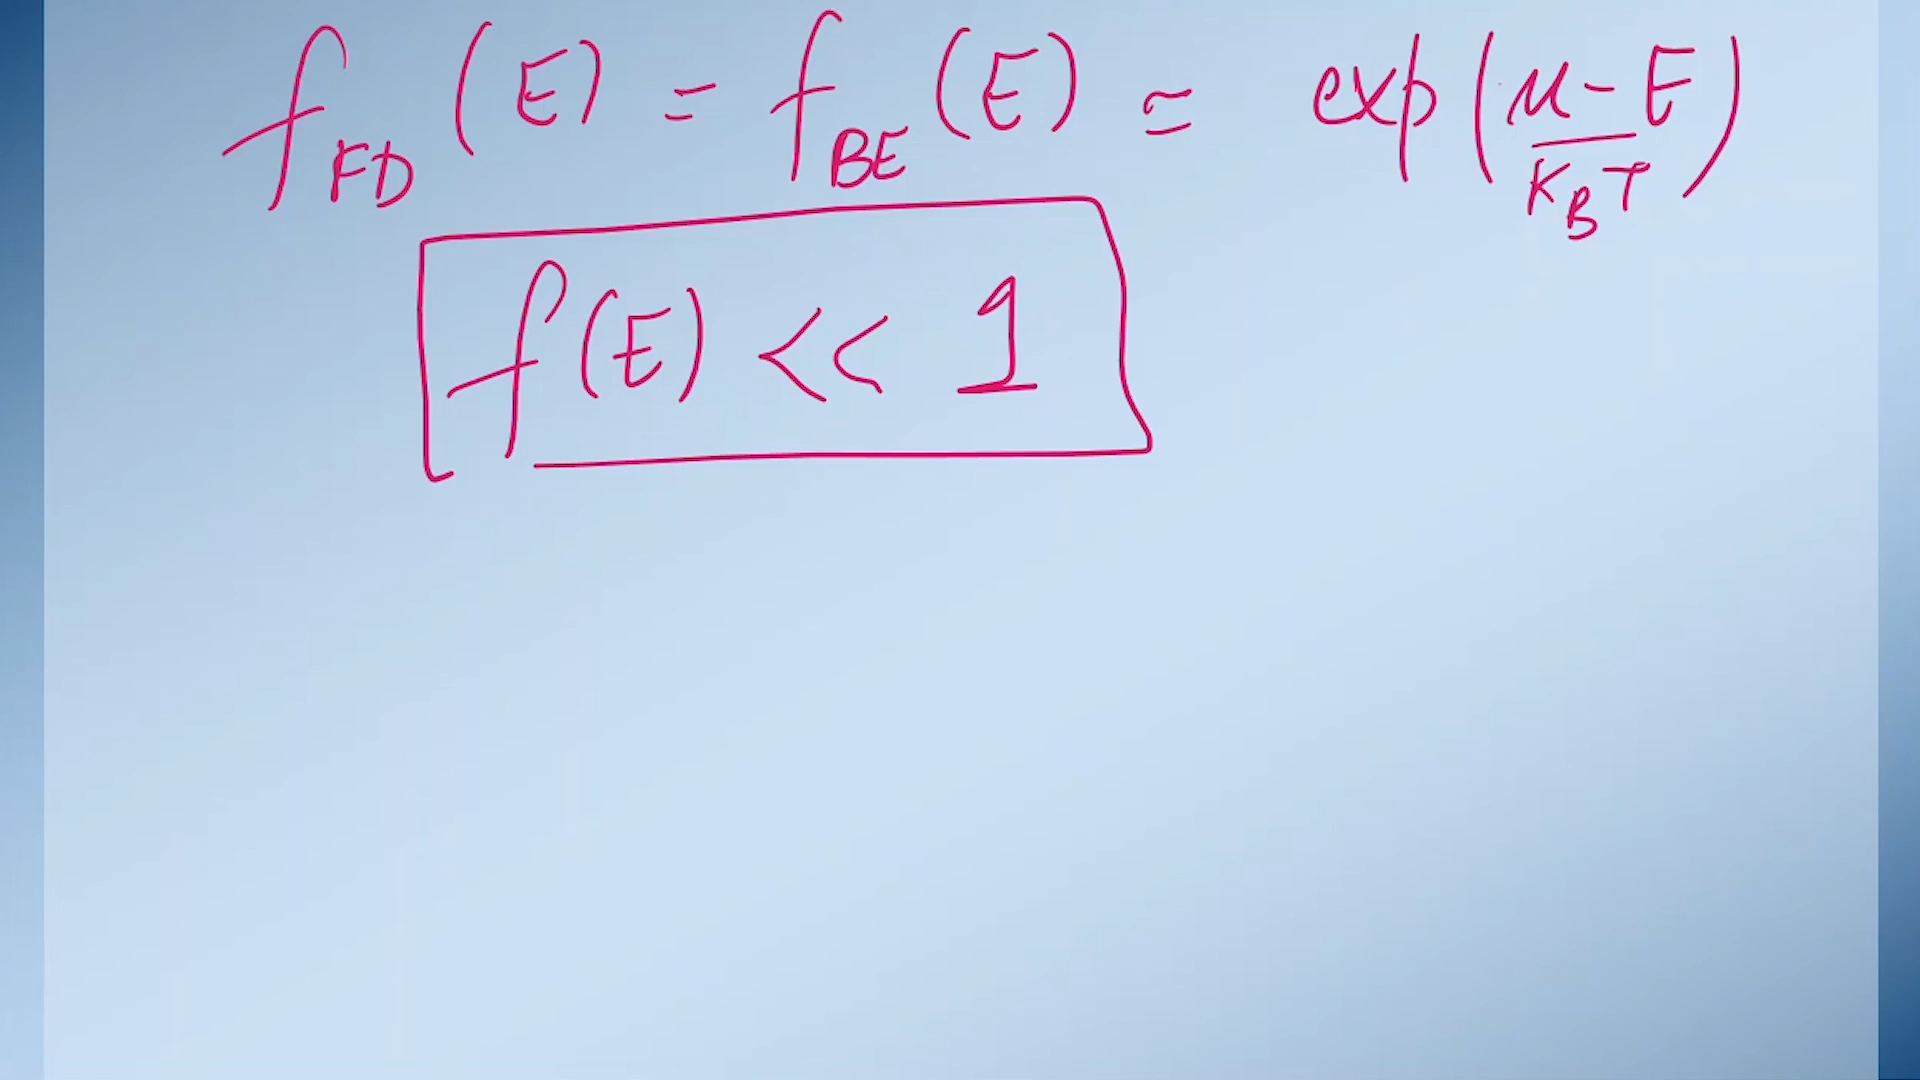 f_FD (E) = f_BE (E) ≃ exp(μ-E / K_B T)
f(E) << 1